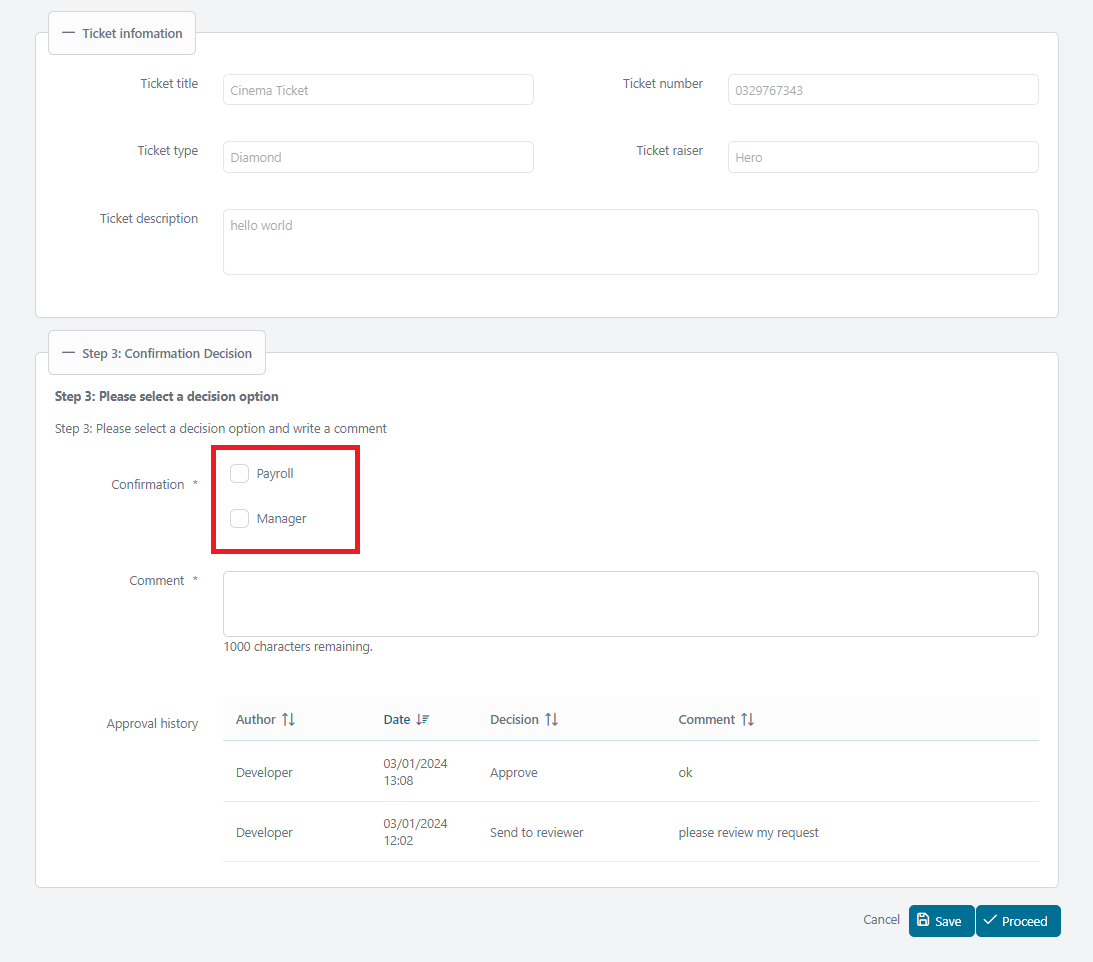 Ticket infomation
Ticket title
Cinema Ticket
Ticket number
0329767343
Ticket type
Diamond
Ticket raiser
Hero
Ticket description
hello world
Step 3: Confirmation Decision
Step 3: Please select a decision option
Step 3: Please select a decision option and write a comment
Confirmation *
Payroll
Manager
Comment *
1000 characters remaining.
Approval history
Author Date Decision Comment
Developer 03/01/2024 13:08 Approve ok
Developer 03/01/2024 12:02 Send to reviewer please review my request
Cancel Save Proceed